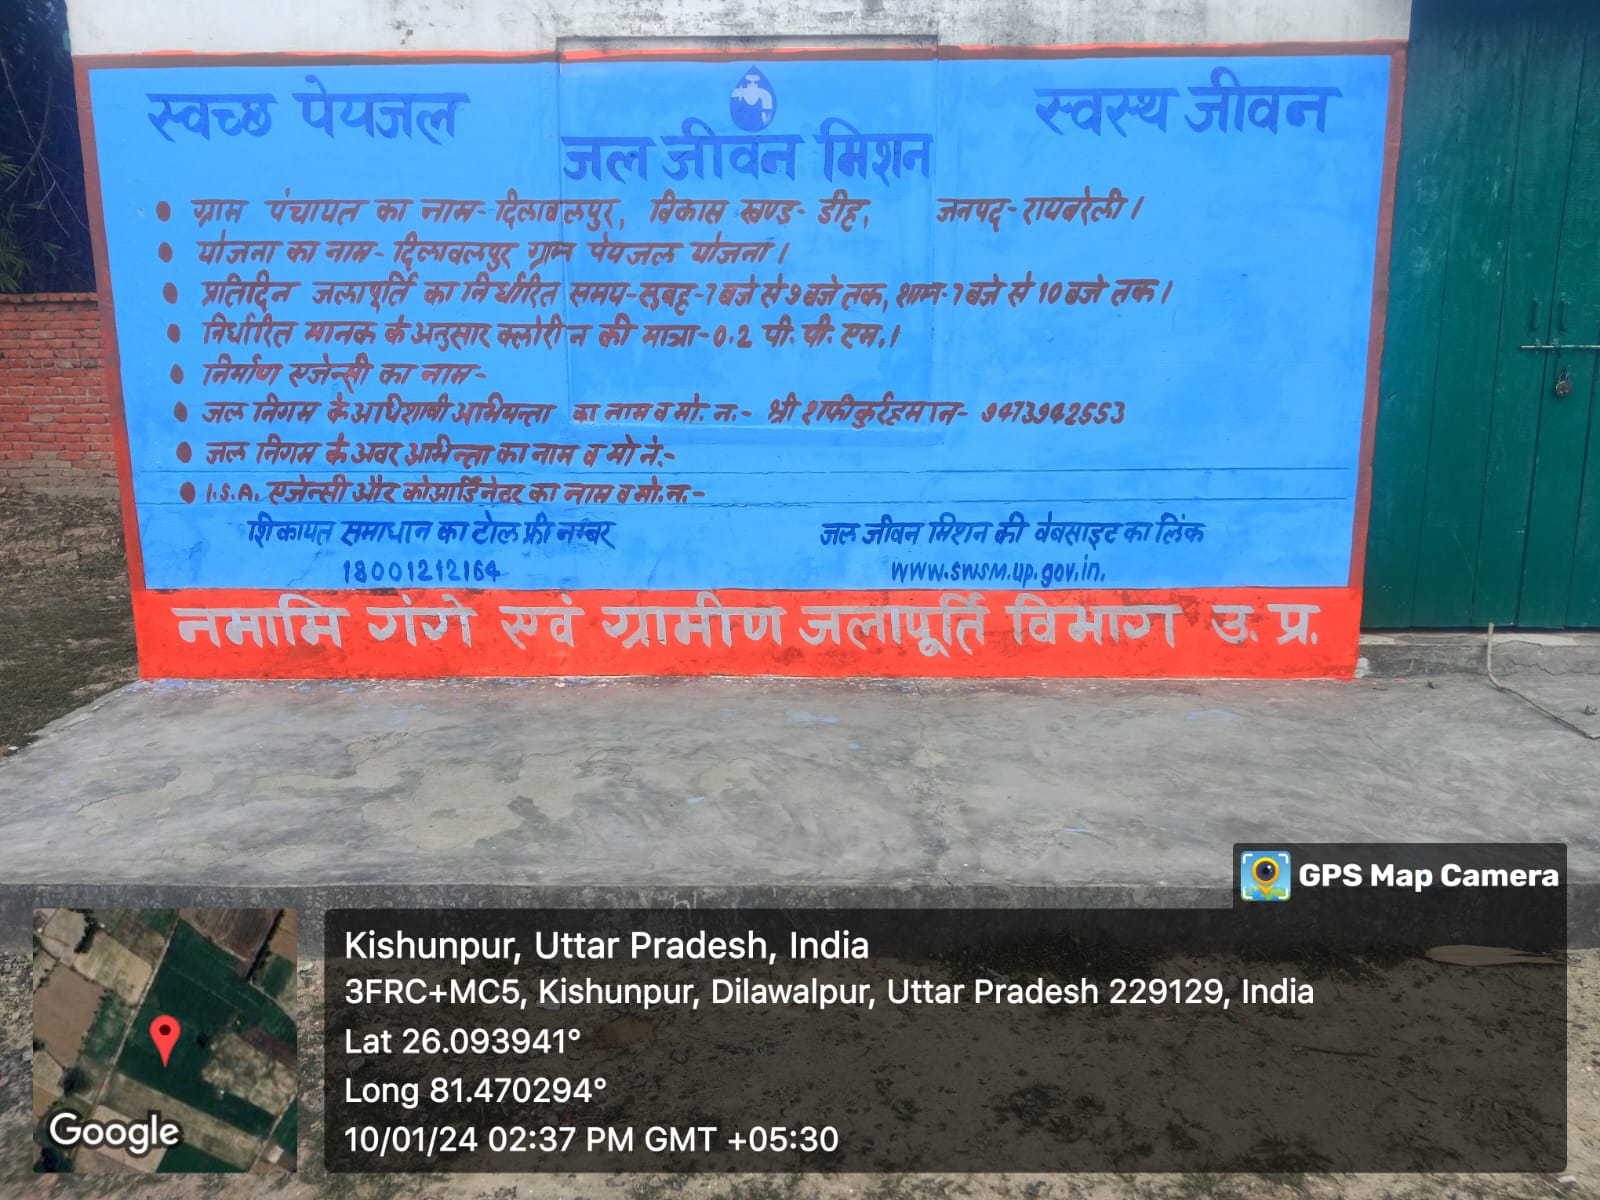 स्वच्छ पेयजल
जल जीवन मिशन
स्वस्थ जीवन
• ग्राम पंचायत का नाम- दिलावलपुर, विकास खण्ड- डीह, जनपद- रायबरेली।
• योजना का नाम- दिलावलपुर ग्राम पेयजल योजना।
• प्रतिदिन जलापूर्ति का निर्धारित समय-सुबह-7 बजे से 9 बजे तक, शाम-7 बजे से 10 बजे तक।
• निर्धारित मानक के अनुसार क्लोरीन की मात्रा-0.2 पी. पी. एम.।
• निर्माण एजेन्सी का नाम-
• जल निगम के अधिशाषी अभियन्ता का नाम व मो. न.- श्री शफीकुर्रहमान- 9473942553
• जल निगम के अवर अभिन्ता का नाम व मो ने.-
• I.S.A. एजेन्सी और कोआर्डिनेटर का नाम व मो. न.-
शिकायत समाधान का टोल फ्री नम्बर
18001212164
जल जीवन मिशन की वेबसाइट का लिंक
www.swsm.up.gov.in.
नमामि गंगे एवं ग्रामीण जलापूर्ति विभाग उ. प्र.
GPS Map Camera
Kishunpur, Uttar Pradesh, India
3FRC+MC5, Kishunpur, Dilawalpur, Uttar Pradesh 229129, India
Lat 26.093941°
Long 81.470294°
10/01/24 02:37 PM GMT +05:30
Google